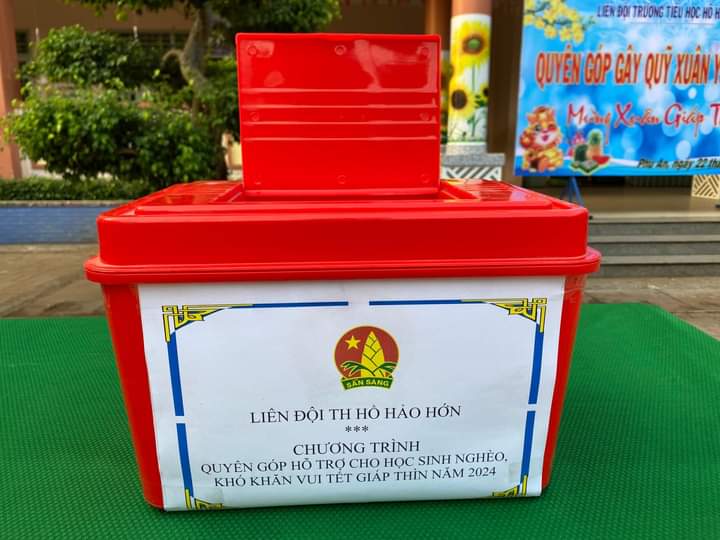 LIÊN ĐỘI TRƯỜNG TIỂU HỌC HỒ H
QUYÊN GÓP GÂY QUỸ XUÂN Y
Mừng Xuân Giáp T
Phú An, ngày 22 th
SẴN SÀNG
LIÊN ĐỘI TH HỒ HẢO HỚN
***
CHƯƠNG TRÌNH
QUYÊN GÓP HỖ TRỢ CHO HỌC SINH NGHÈO,
KHÓ KHĂN VUI TẾT GIÁP THÌN NĂM 2024